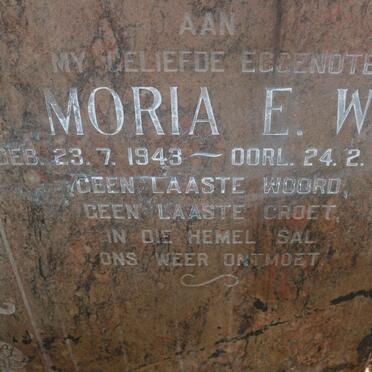 AAN
MY GELIEFDE EGGENOTE
MORIA E. W
GEB. 23.7.1943 ~ OORL. 24.2.
GEEN LAASTE WOORD,
GEEN LAASTE GROET,
IN DIE HEMEL SAL
ONS WEER ONTMOET.